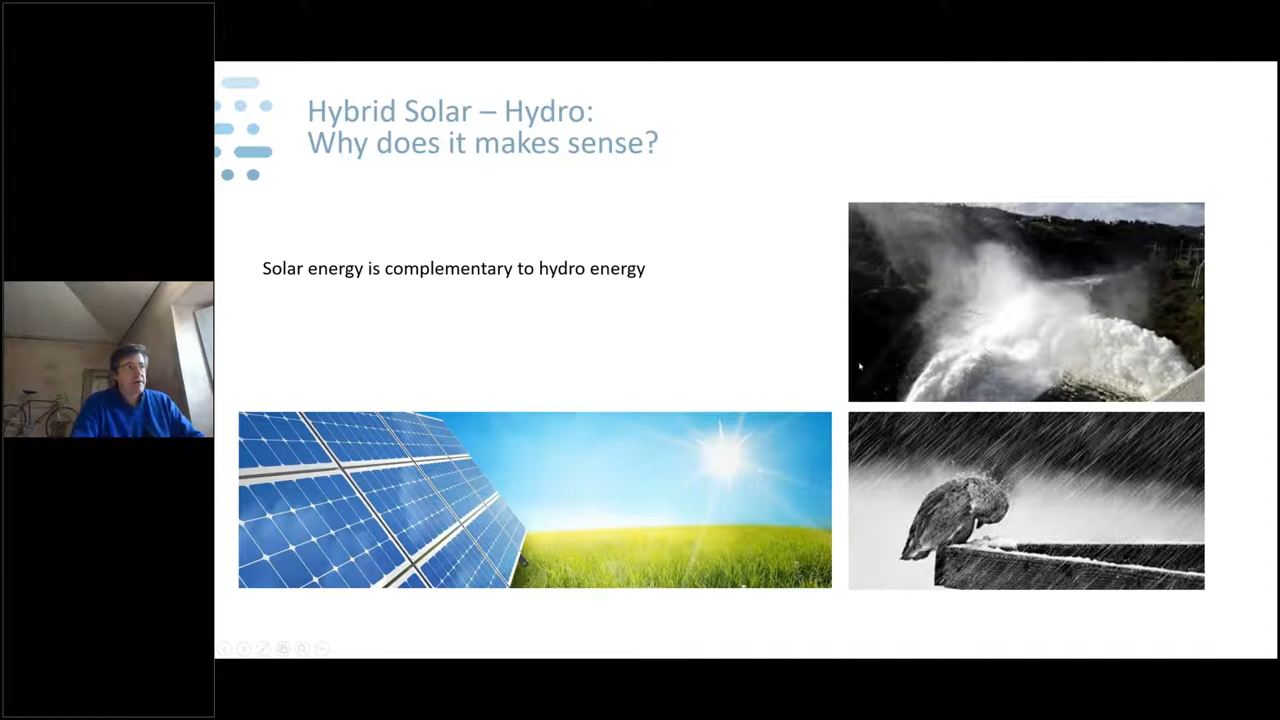 Hybrid Solar – Hydro:
Why does it makes sense?
Solar energy is complementary to hydro energy